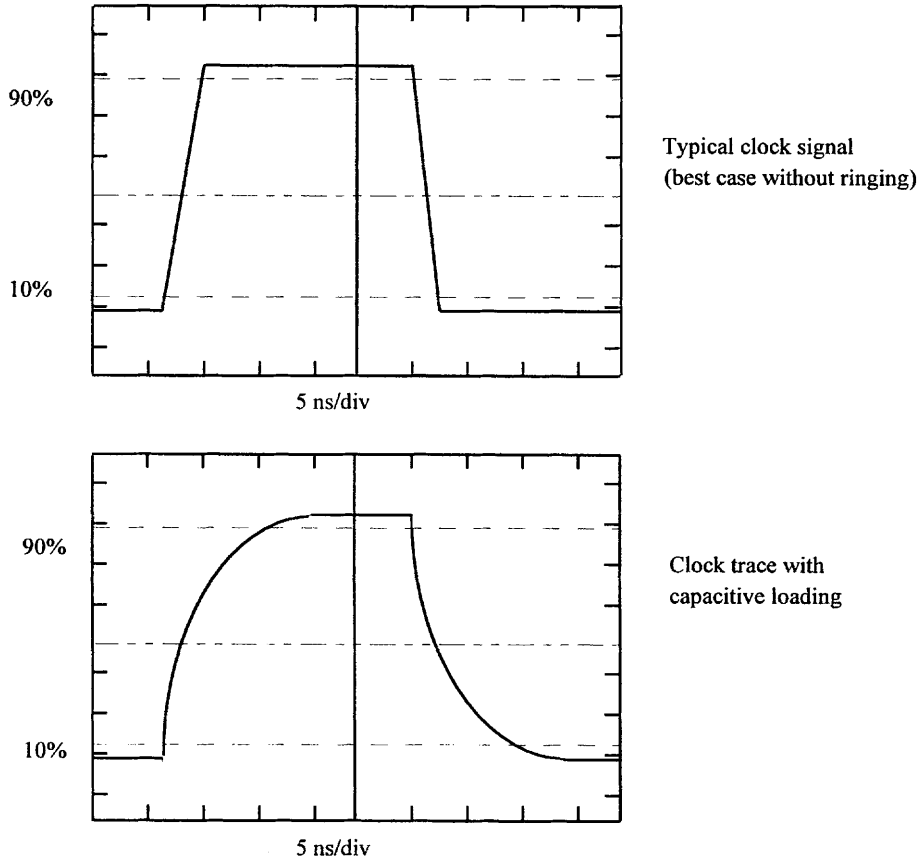 90%
Typical clock signal
(best case without ringing)
10%
5 ns/div
90%
Clock trace with
capacitive loading
10%
5 ns/div